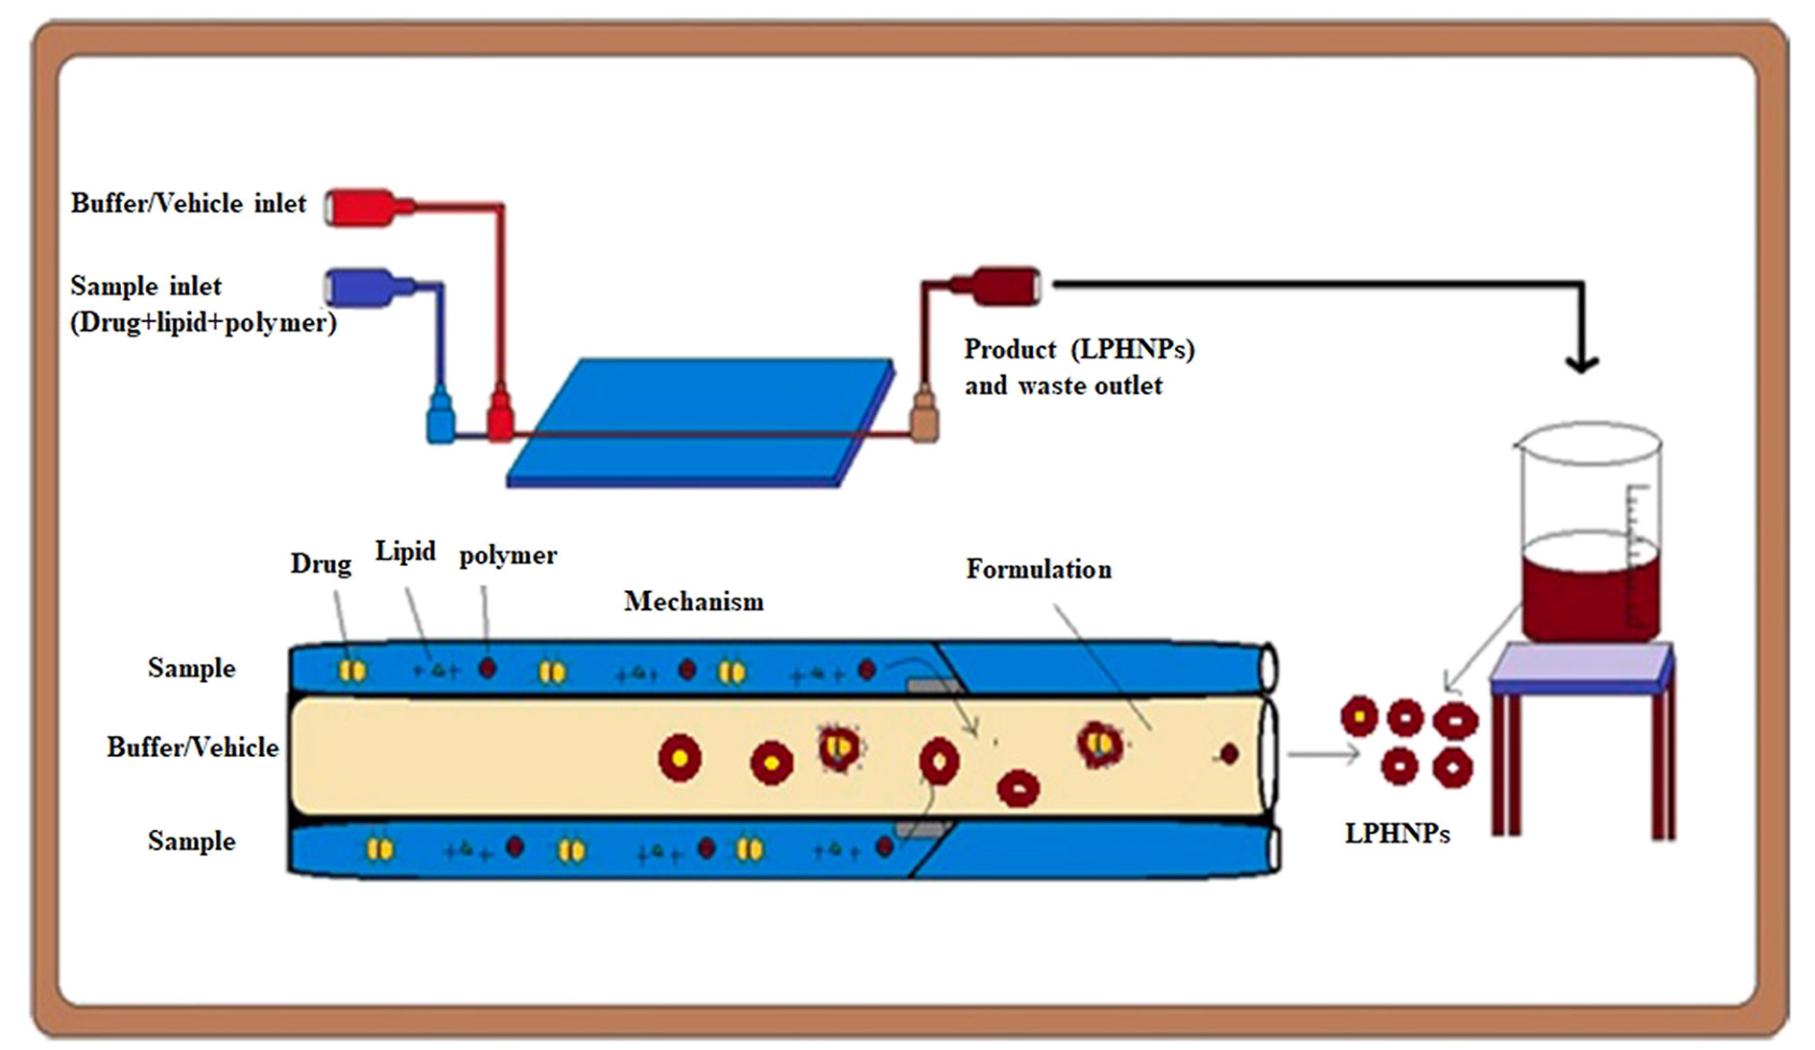 Buffer/Vehicle inlet
Sample inlet
(Drug+lipid+polymer)
Product (LPHNPs)
and waste outlet
Drug
Lipid
polymer
Mechanism
Formulation
Sample
Buffer/Vehicle
Sample
LPHNPs